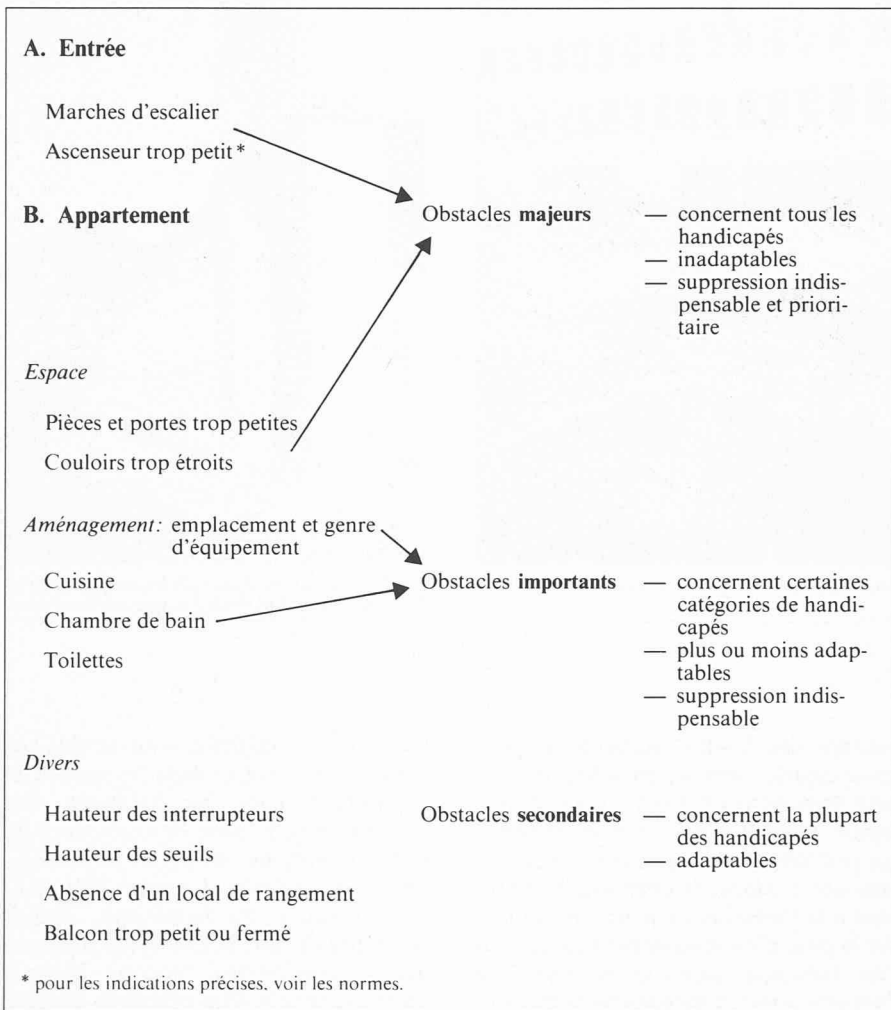 A. Entrée
Marches d'escalier
Ascenseur trop petit*
B. Appartement
Obstacles majeurs
— concernent tous les
handicapés
— inadaptables
— suppression indis-
pensable et priori-
taire
Espace
Pièces et portes trop petites
Couloirs trop étroits
Aménagement: emplacement et genre
d'équipement
Cuisine
Chambre de bain
Toilettes
Obstacles importants
— concernent certaines
catégories de handi-
capés
— plus ou moins adap-
tables
— suppression indis-
pensable
Divers
Hauteur des interrupteurs
Hauteur des seuils
Absence d'un local de rangement
Balcon trop petit ou fermé
Obstacles secondaires
— concernent la plupart
des handicapés
— adaptables
* pour les indications précises, voir les normes.